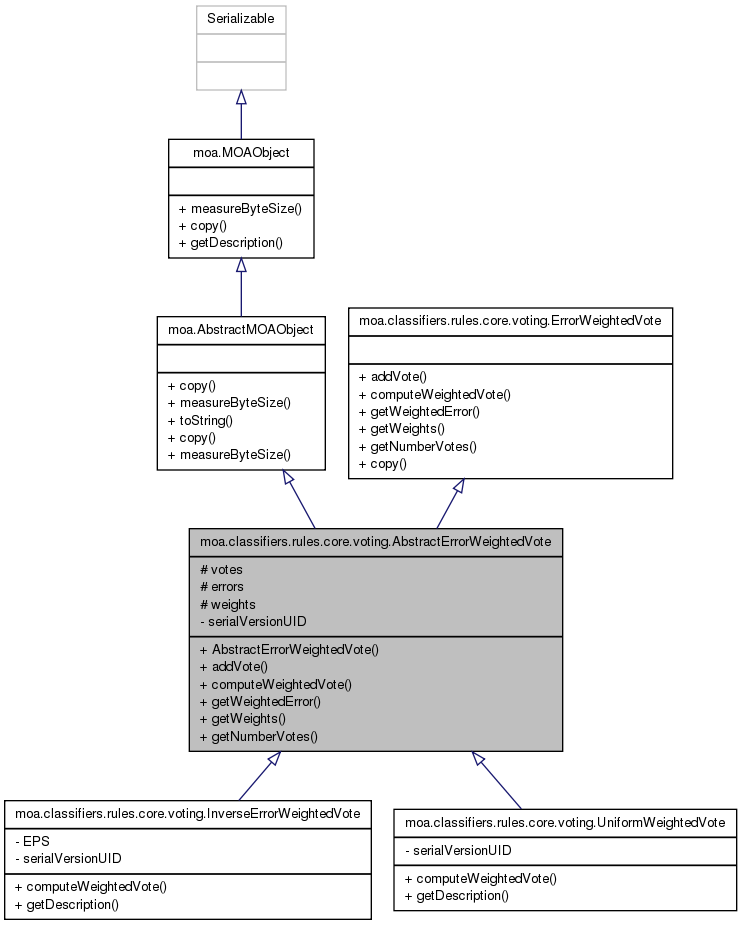 Serializable
moa.MOAObject
+ measureByteSize()
+ copy()
+ getDescription()
moa.AbstractMOAObject
+ copy()
+ measureByteSize()
+ toString()
+ copy()
+ measureByteSize()
moa.classifiers.rules.core.voting.ErrorWeightedVote
+ addVote()
+ computeWeightedVote()
+ getWeightedError()
+ getWeights()
+ getNumberVotes()
+ copy()
moa.classifiers.rules.core.voting.AbstractErrorWeightedVote
# votes
# errors
# weights
- serialVersionUID
+ AbstractErrorWeightedVote()
+ addVote()
+ computeWeightedVote()
+ getWeightedError()
+ getWeights()
+ getNumberVotes()
moa.classifiers.rules.core.voting.InverseErrorWeightedVote
- EPS
- serialVersionUID
+ computeWeightedVote()
+ getDescription()
moa.classifiers.rules.core.voting.UniformWeightedVote
- serialVersionUID
+ computeWeightedVote()
+ getDescription()